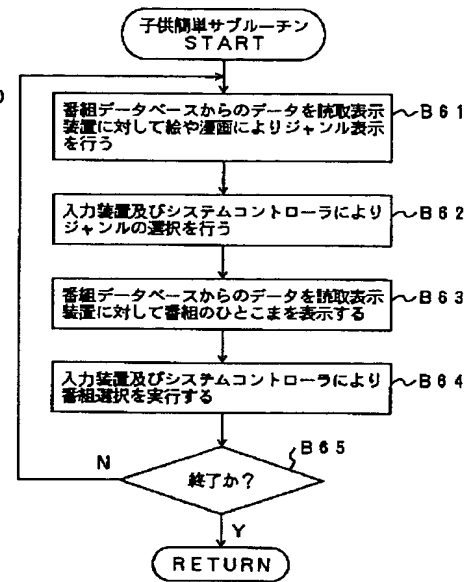 子供簡単サブルーチン
START
番組データベースからのデータを読取表示
装置に対して絵や漫画によりジャンル表示
を行う
B61
入力装置及びシステムコントローラにより
ジャンルの選択を行う
B62
番組データベースからのデータを読取表示
装置に対して番組のひとこまを表示する
B63
入力装置及びシステムコントローラにより
番組選択を実行する
B64
B65
終了か?
N
Y
RETURN